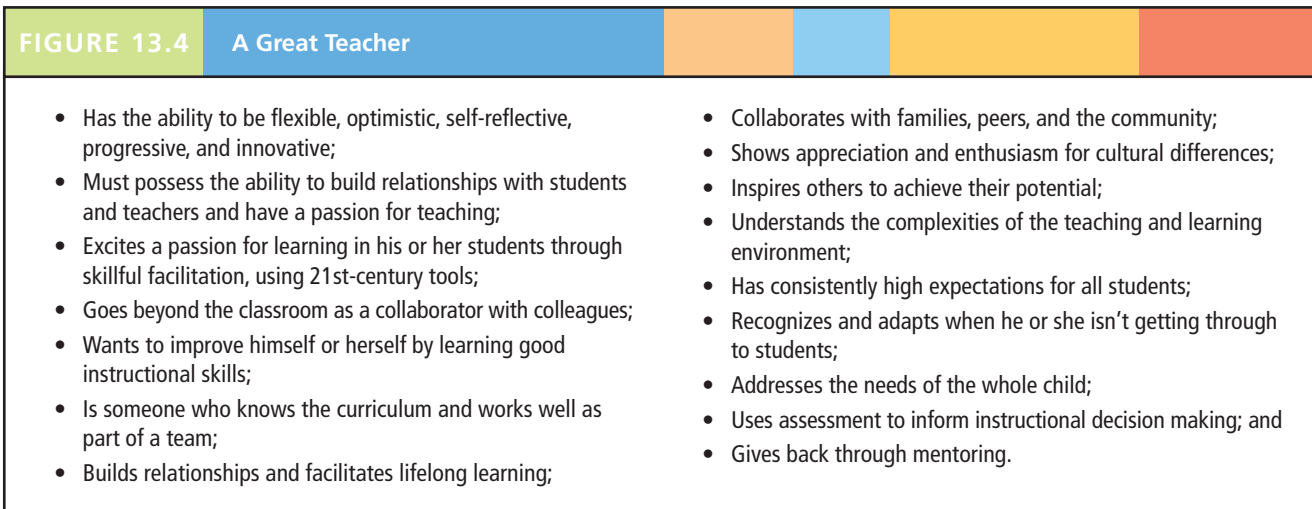 FIGURE 13.4 A Great Teacher
• Has the ability to be flexible, optimistic, self-reflective,
progressive, and innovative;
• Must possess the ability to build relationships with students
and teachers and have a passion for teaching;
• Excites a passion for learning in his or her students through
skillful facilitation, using 21st-century tools;
• Goes beyond the classroom as a collaborator with colleagues;
• Wants to improve himself or herself by learning good
instructional skills;
• Is someone who knows the curriculum and works well as
part of a team;
• Builds relationships and facilitates lifelong learning;
• Collaborates with families, peers, and the community;
• Shows appreciation and enthusiasm for cultural differences;
• Inspires others to achieve their potential;
• Understands the complexities of the teaching and learning
environment;
• Has consistently high expectations for all students;
• Recognizes and adapts when he or she isn't getting through
to students;
• Addresses the needs of the whole child;
• Uses assessment to inform instructional decision making; and
• Gives back through mentoring.